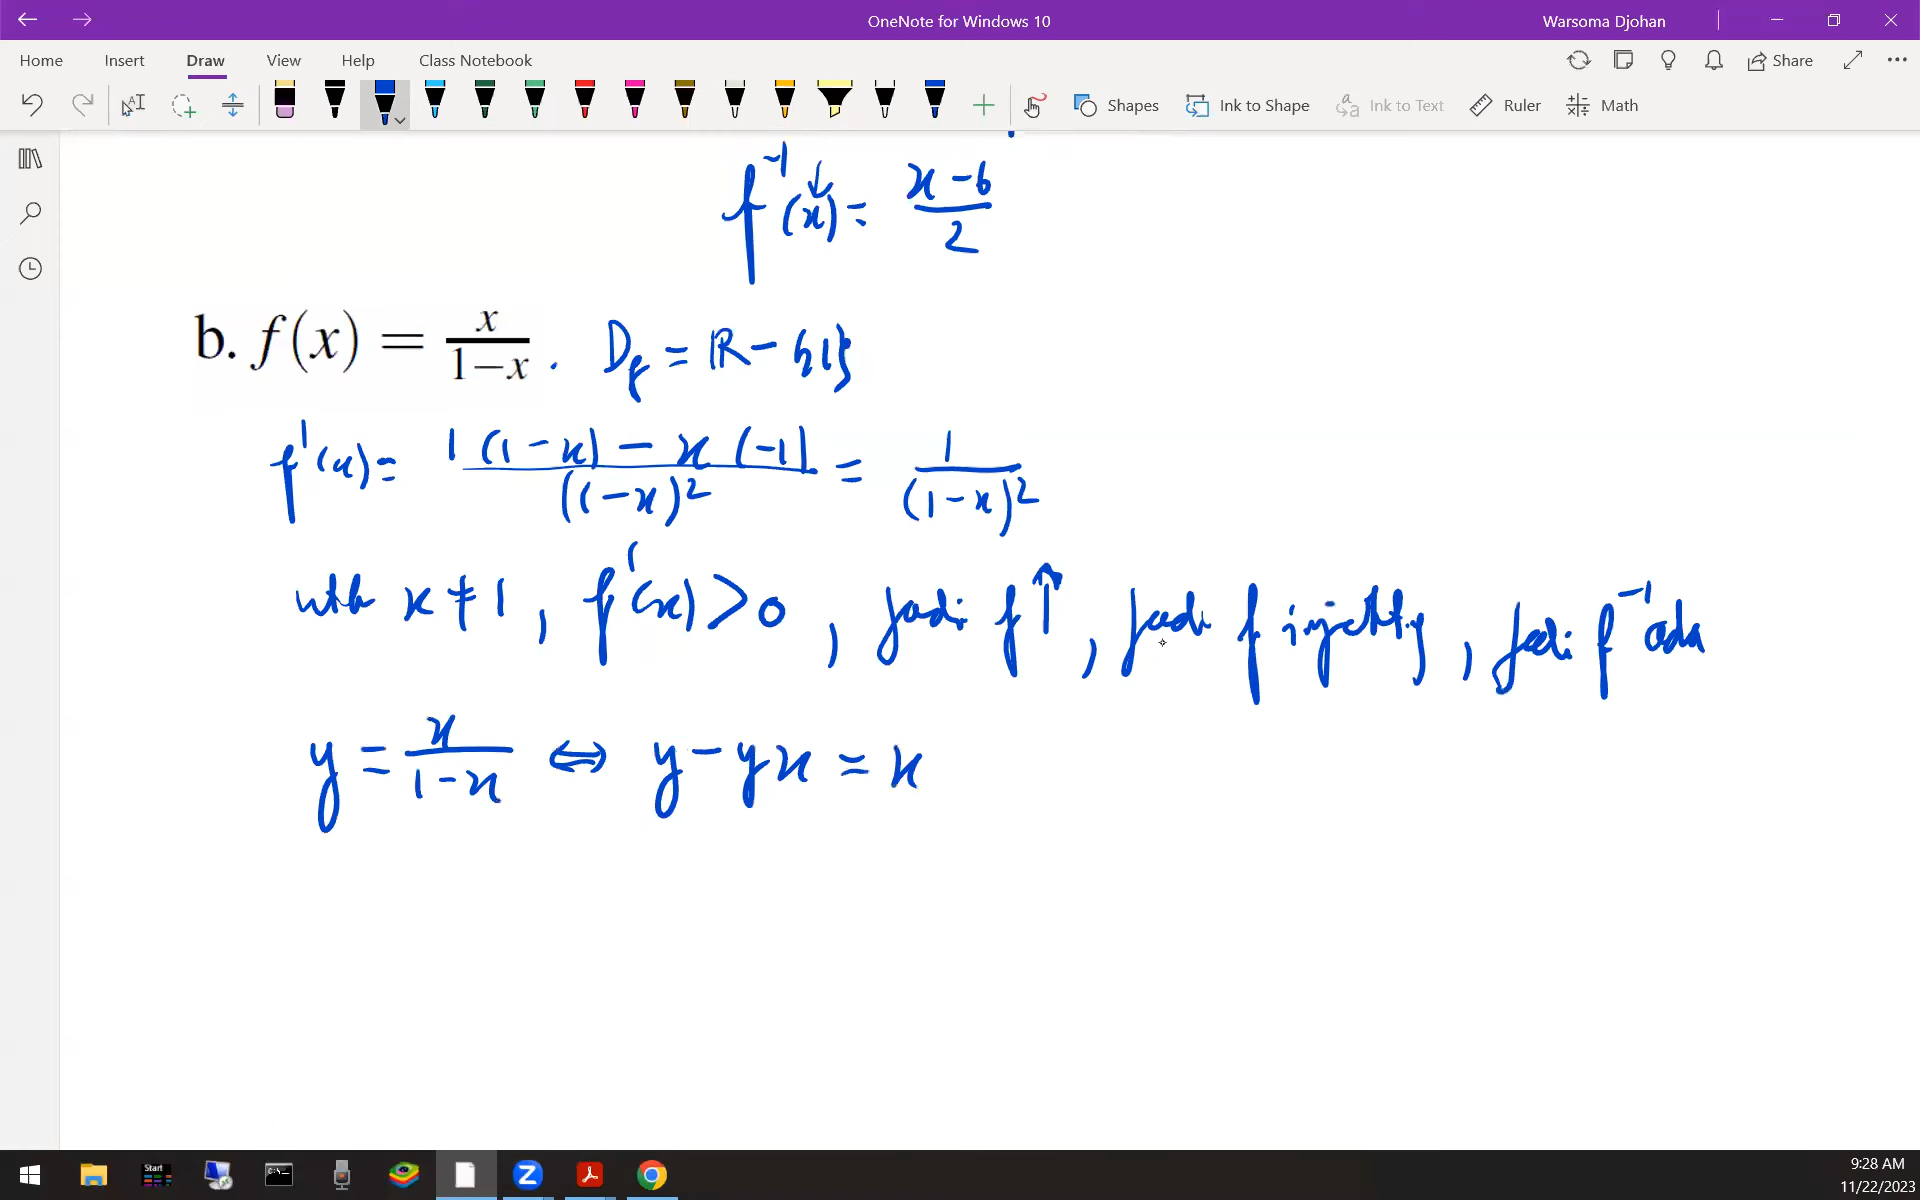 OneNote for Windows 10
Warsoma Djohan
Home Insert Draw View Help Class Notebook Share
Shapes Ink to Shape Ink to Text Ruler Math
f⁻¹(x) = (x-6)/2
b. f(x) = x/(1-x) . D_f = ℝ - {1}
f'(x) = (1(1-x) - x(-1))/((1-x)²) = 1/(1-x)²
utk x ≠ 1, f'(x) > 0, jadi f ↑, jadi f injektif, jadi f⁻¹ ada
y = x/(1-x) ⇔ y - yx = x
Start
9:28 AM
11/22/2023